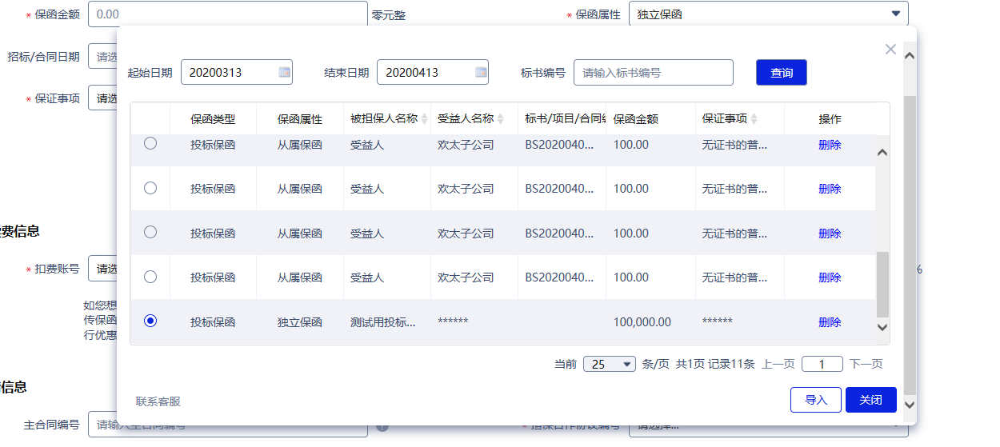 * 保函金额 0.00 零元整 * 保函属性 独立保函
招标/合同日期 请选
* 保证事项 请选
起始日期 20200313 结束日期 20200413 标书编号 请输入标书编号 查询
保函类型 保函属性 被担保人名称 受益人名称 标书/项目/合同 保函金额 保证事项 操作
投标保函 从属保函 受益人 欢太子公司 BS2020040... 100.00 无证书的普... 删除
投标保函 从属保函 受益人 欢太子公司 BS2020040... 100.00 无证书的普... 删除
投标保函 从属保函 受益人 欢太子公司 BS2020040... 100.00 无证书的普... 删除
投标保函 从属保函 受益人 欢太子公司 BS2020040... 100.00 无证书的普... 删除
投标保函 独立保函 测试用投标... ****** 100,000.00 ****** 删除
当前 25 条/页 共1页 记录11条 上一页 1 下一页
联系客服 导入 关闭
费信息
* 扣费账号 请选 %
如您想
传保函
行优惠
信息
主合同编号 请输入主合同编号 ? * 担保合作协议编号 请选择...